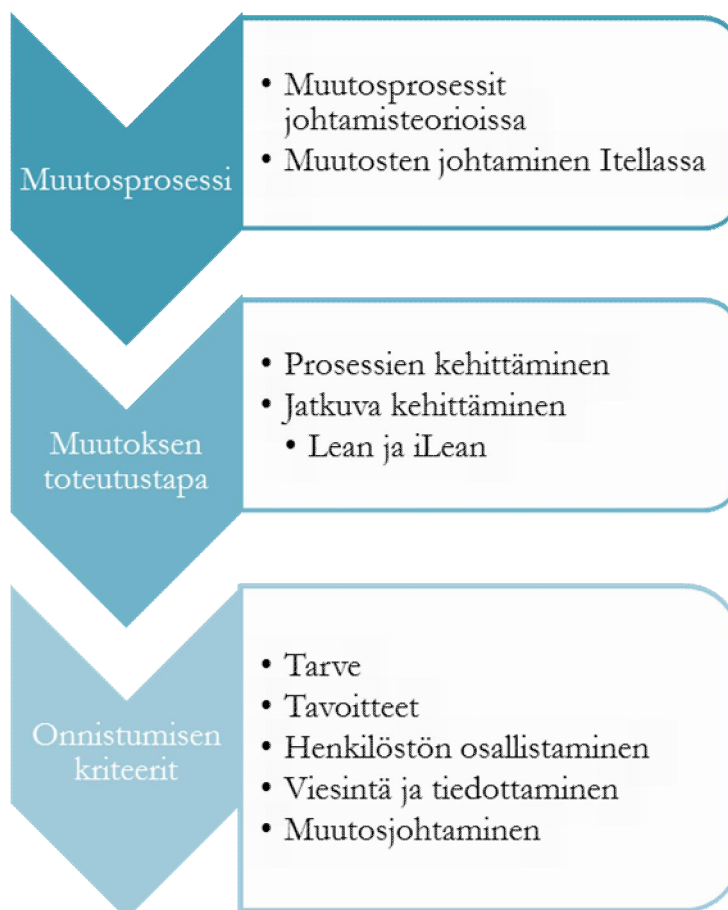 Muutosprosessi
• Muutosprosessit
johtamisteorioissa
• Muutosten johtaminen Itellassa
Muutoksen
toteutustapa
• Prosessien kehittäminen
• Jatkuva kehittäminen
• Lean ja iLean
Onnistumisen
kriteerit
• Tarve
• Tavoitteet
• Henkilöstön osallistaminen
• Viesintä ja tiedottaminen
• Muutosjohtaminen